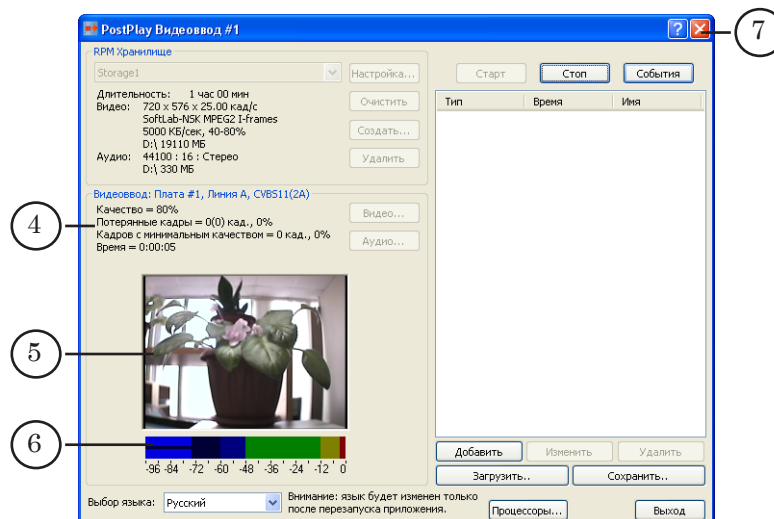 PostPlay Видеоввод #1
7
RPM Хранилище
Storage1
Настройка...
Старт
Стоп
События
Длительность: 1 час 00 мин
Видео: 720 x 576 x 25.00 кад/с
SoftLab-NSK MPEG2 I-frames
5000 КБ/сек, 40-80%
D:\ 19110 МБ
Аудио: 44100 : 16 : Стерео
D:\ 330 МБ
Очистить
Создать...
Удалить
Тип Время Имя
Видеоввод: Плата #1, Линия A, CVBS11(2A)
4
Качество = 80%
Потерянные кадры = 0(0) кад., 0%
Кадров с минимальным качеством = 0 кад., 0%
Время = 0:00:05
Видео...
Аудио...
5
6
-96 -84 -72 -60 -48 -36 -24 -12 0
Добавить
Изменить
Удалить
Загрузить..
Сохранить..
Выбор языка: Русский
Внимание: язык будет изменен только
после перезапуска приложения.
Процессоры...
Выход